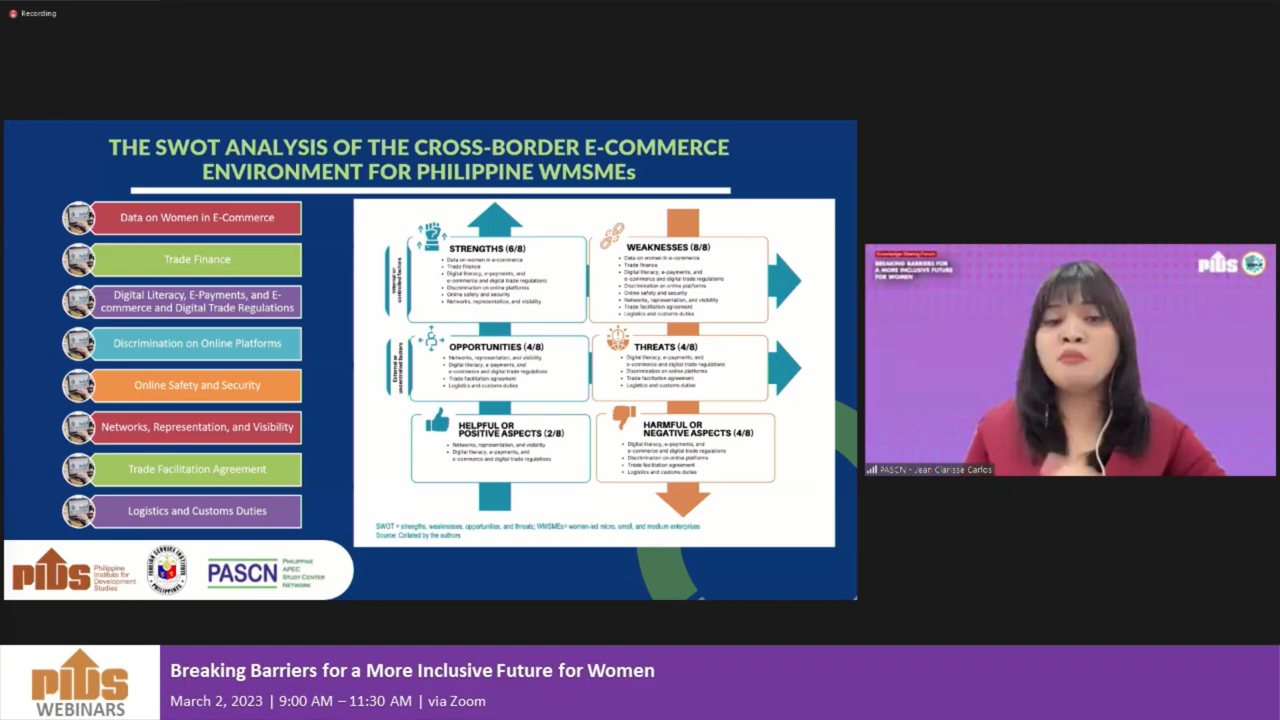 Recording
THE SWOT ANALYSIS OF THE CROSS-BORDER E-COMMERCE
ENVIRONMENT FOR PHILIPPINE WMSMEs
Data on Women in E-Commerce
Trade Finance
Digital Literacy, E-Payments, and E-
commerce and Digital Trade Regulations
Discrimination on Online Platforms
Online Safety and Security
Networks, Representation, and Visibility
Trade Facilitation Agreement
Logistics and Customs Duties
STRENGTHS (6/8)
• Data on women in e-commerce
• Trade finance
• Digital literacy, e-payments, and
e-commerce and digital trade regulations
• Discrimination on online platforms
• Online safety and security
• Networks, representation, and visibility
WEAKNESSES (8/8)
• Data on women in e-commerce
• Trade finance
• Digital literacy, e-payments, and
e-commerce and digital trade regulations
• Discrimination on online platforms
• Online safety and security
• Networks, representation, and visibility
• Trade facilitation agreement
• Logistics and customs duties
OPPORTUNITIES (4/8)
• Networks, representation, and visibility
• Digital literacy, e-payments, and
e-commerce and digital trade regulations
• Trade facilitation agreement
• Logistics and customs duties
THREATS (4/8)
• Digital literacy, e-payments, and
e-commerce and digital trade regulations
• Discrimination on online platforms
• Trade facilitation agreement
• Logistics and customs duties
HELPFUL OR
POSITIVE ASPECTS (2/8)
• Networks, representation, and visibility
• Digital literacy, e-payments, and
e-commerce and digital trade regulations
HARMFUL OR
NEGATIVE ASPECTS (4/8)
• Digital literacy, e-payments, and
e-commerce and digital trade regulations
• Discrimination on online platforms
• Trade facilitation agreement
• Logistics and customs duties
SWOT = strengths, weaknesses, opportunities, and threats; WMSMEs= women-led micro, small, and medium enterprises
Source: Collated by the authors
pids
Philippine
Institute for
Development
Studies
FOREIGN SERVICE INSTITUTE
PHILIPPINES
PASCN
PHILIPPINE
APEC
STUDY CENTER
NETWORK
Knowledge Sharing Forum
BREAKING BARRIERS FOR
A MORE INCLUSIVE FUTURE
FOR WOMEN
pids
PASCN - Jean Clarisse Carlos
pids
WEBINARS
Breaking Barriers for a More Inclusive Future for Women
March 2, 2023 | 9:00 AM – 11:30 AM | via Zoom